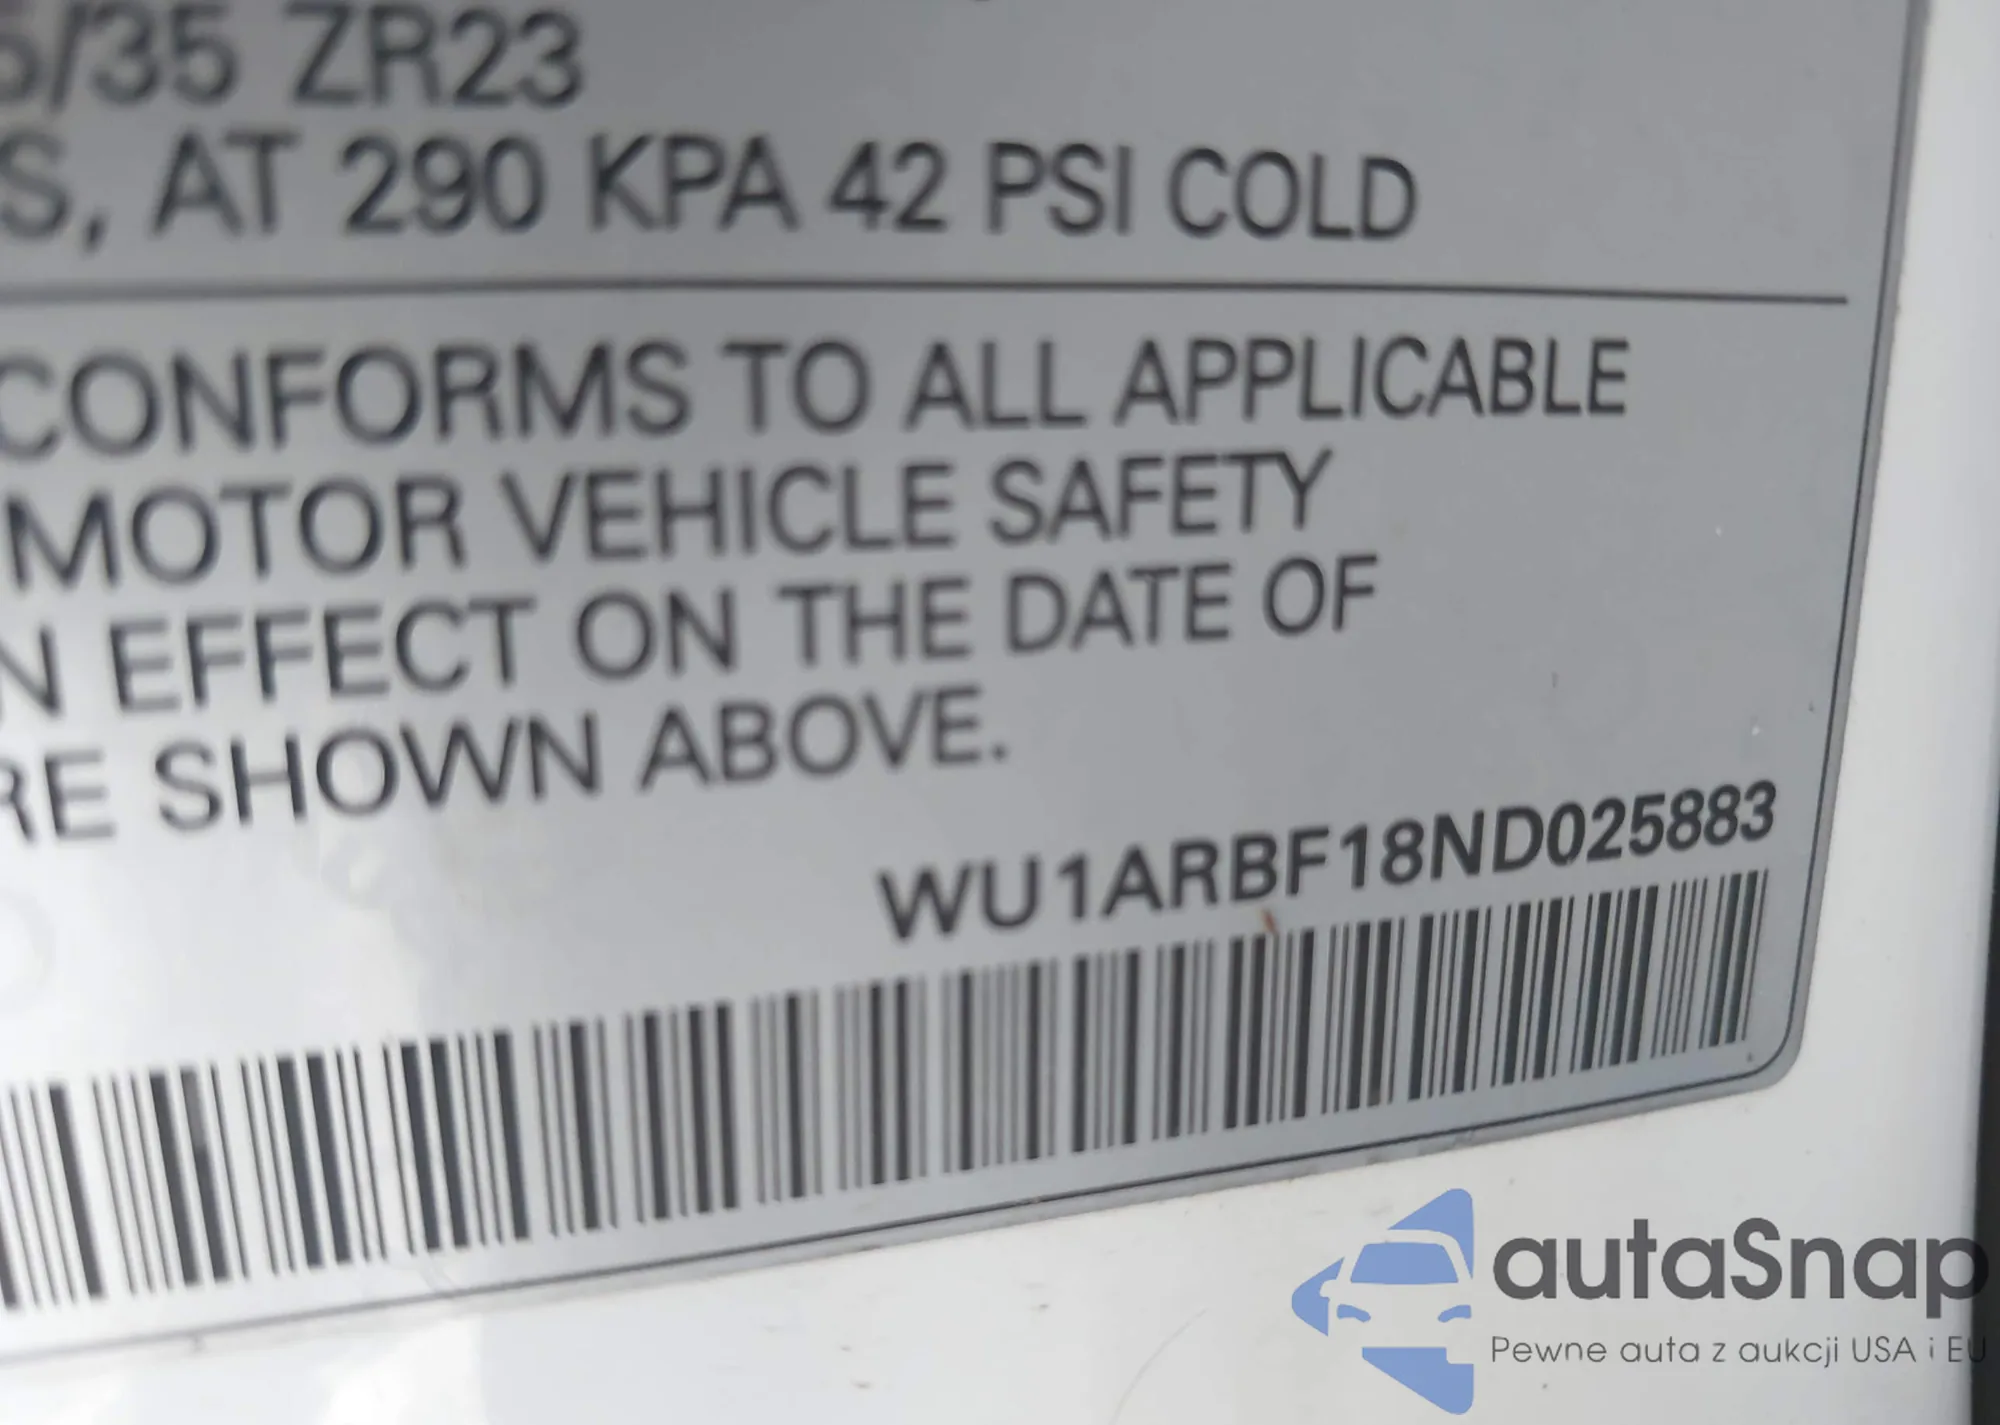 5/35 ZR23
S, AT 290 KPA 42 PSI COLD
CONFORMS TO ALL APPLICABLE
MOTOR VEHICLE SAFETY
N EFFECT ON THE DATE OF
RE SHOWN ABOVE.
WU1ARBF18ND025883
autaSnap
Pewne auta z aukcji USA i EU